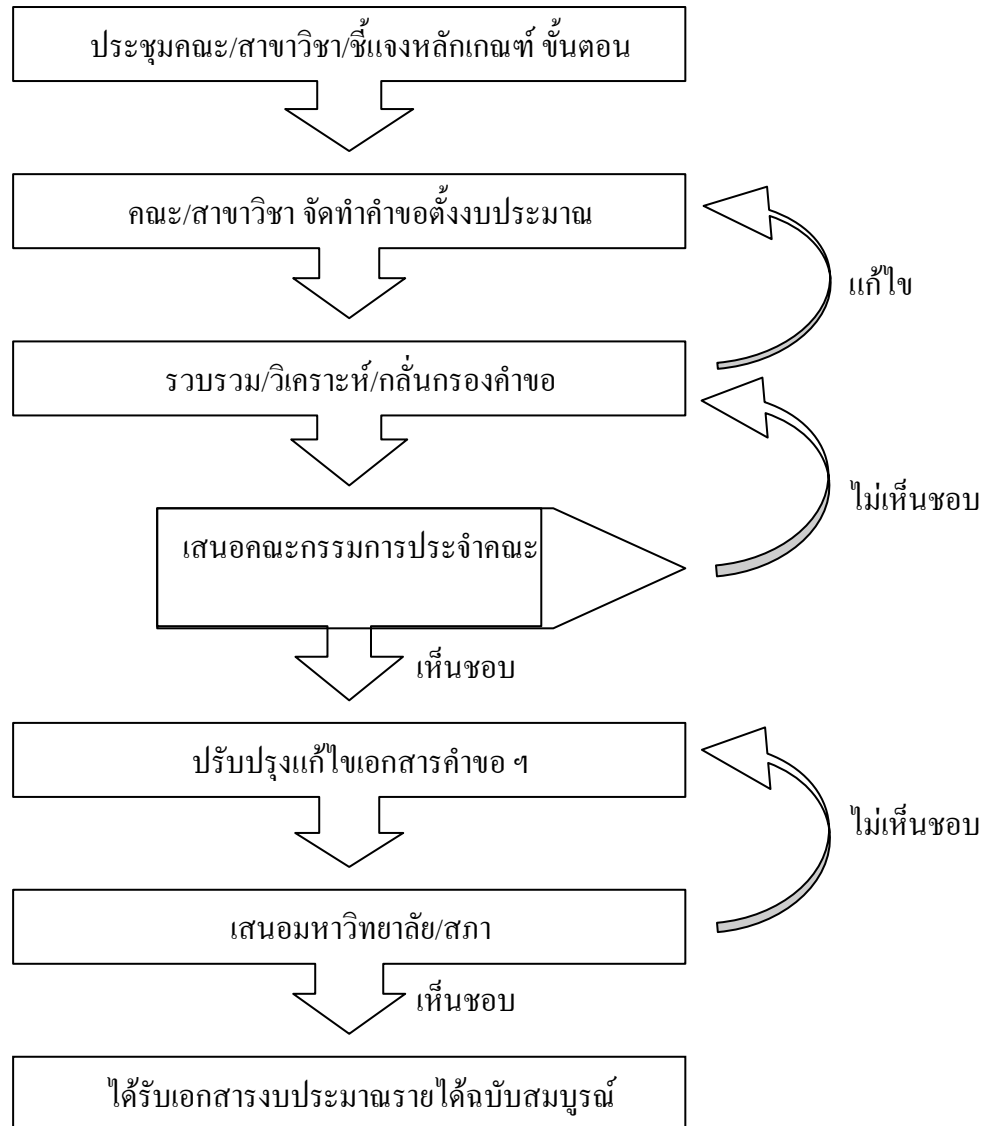 ประชุมคณะ/สาขาวิชา/ชี้แจงหลักเกณฑ์ ขั้นตอน
คณะ/สาขาวิชา จัดทำคำขอตั้งงบประมาณ
แก้ไข
รวบรวม/วิเคราะห์/กลั่นกรองคำขอ
ไม่เห็นชอบ
เสนอคณะกรรมการประจำคณะ
เห็นชอบ
ปรับปรุงแก้ไขเอกสารคำขอ ฯ
ไม่เห็นชอบ
เสนอมหาวิทยาลัย/สภา
เห็นชอบ
ได้รับเอกสารงบประมาณรายได้ฉบับสมบูรณ์